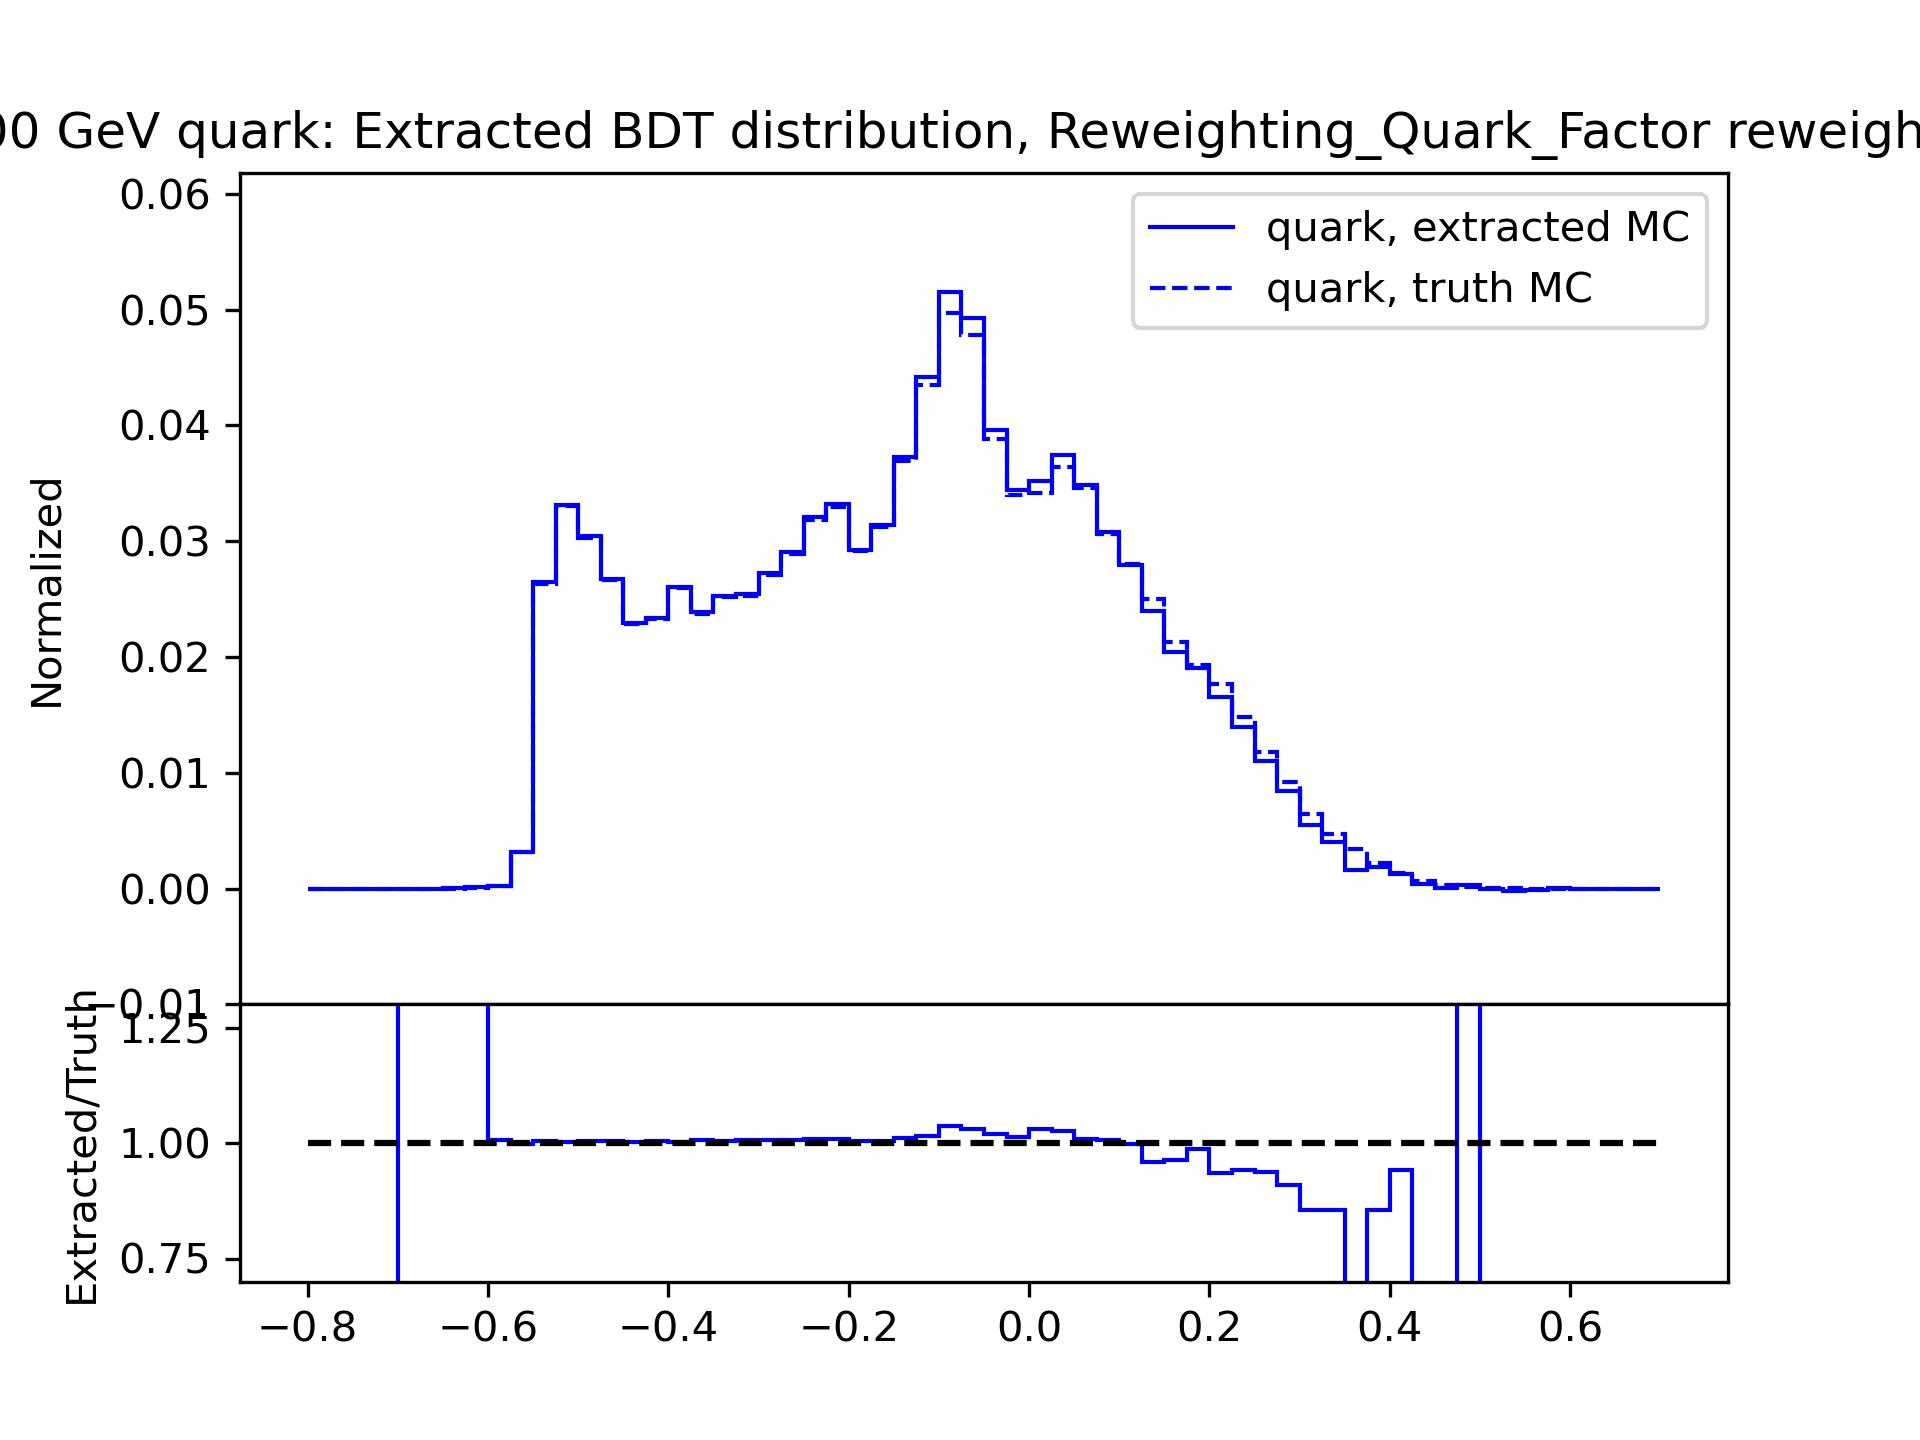 00 GeV quark: Extracted BDT distribution, Reweighting_Quark_Factor reweigh
quark, extracted MC
quark, truth MC
Normalized
0.06
0.05
0.04
0.03
0.02
0.01
0.00
−0.01
Extracted/Truth
1.25
1.00
0.75
−0.8 −0.6 −0.4 −0.2 0.0 0.2 0.4 0.6